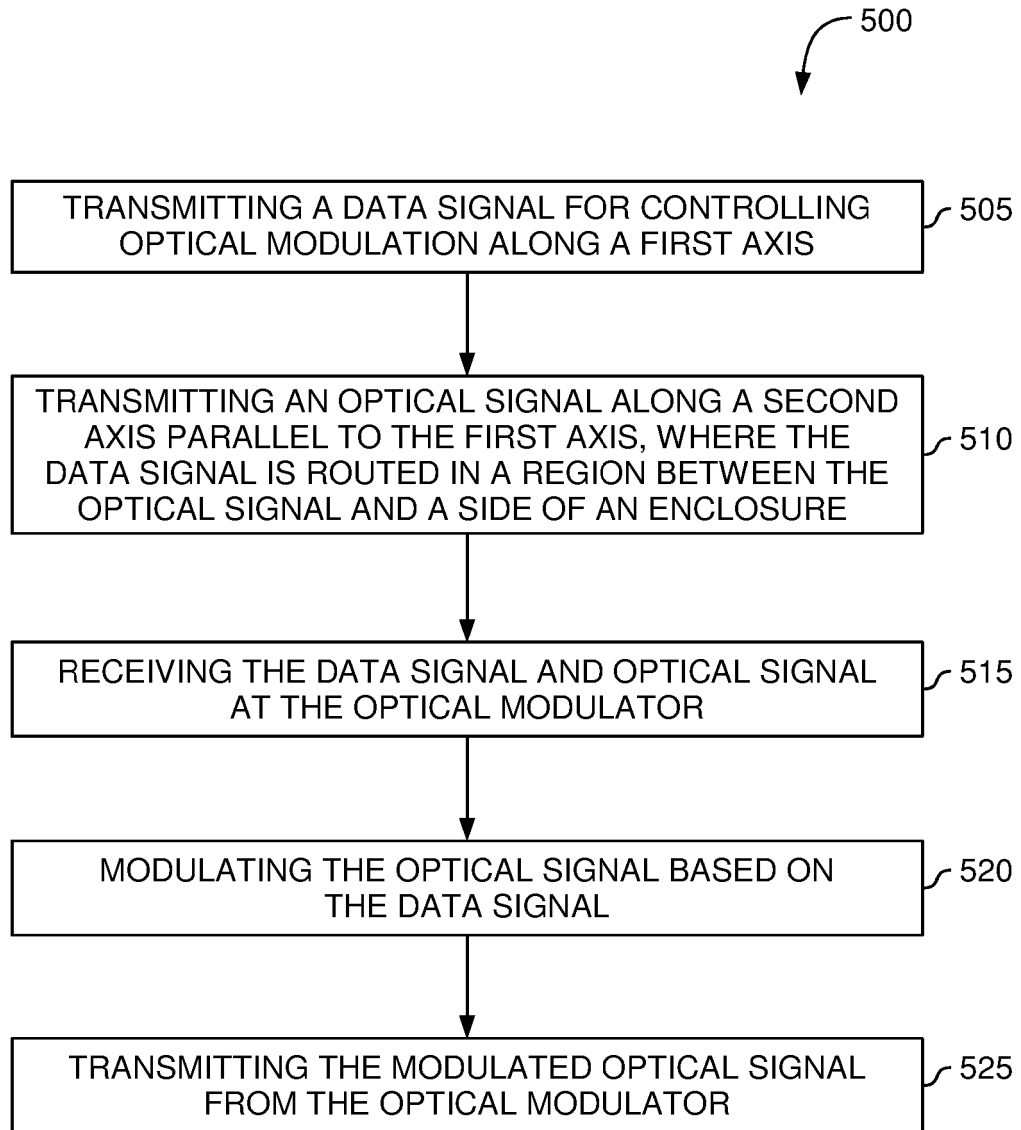 500
TRANSMITTING A DATA SIGNAL FOR CONTROLLING
OPTICAL MODULATION ALONG A FIRST AXIS
505
TRANSMITTING AN OPTICAL SIGNAL ALONG A SECOND
AXIS PARALLEL TO THE FIRST AXIS, WHERE THE
DATA SIGNAL IS ROUTED IN A REGION BETWEEN THE
OPTICAL SIGNAL AND A SIDE OF AN ENCLOSURE
510
RECEIVING THE DATA SIGNAL AND OPTICAL SIGNAL
AT THE OPTICAL MODULATOR
515
MODULATING THE OPTICAL SIGNAL BASED ON
THE DATA SIGNAL
520
TRANSMITTING THE MODULATED OPTICAL SIGNAL
FROM THE OPTICAL MODULATOR
525